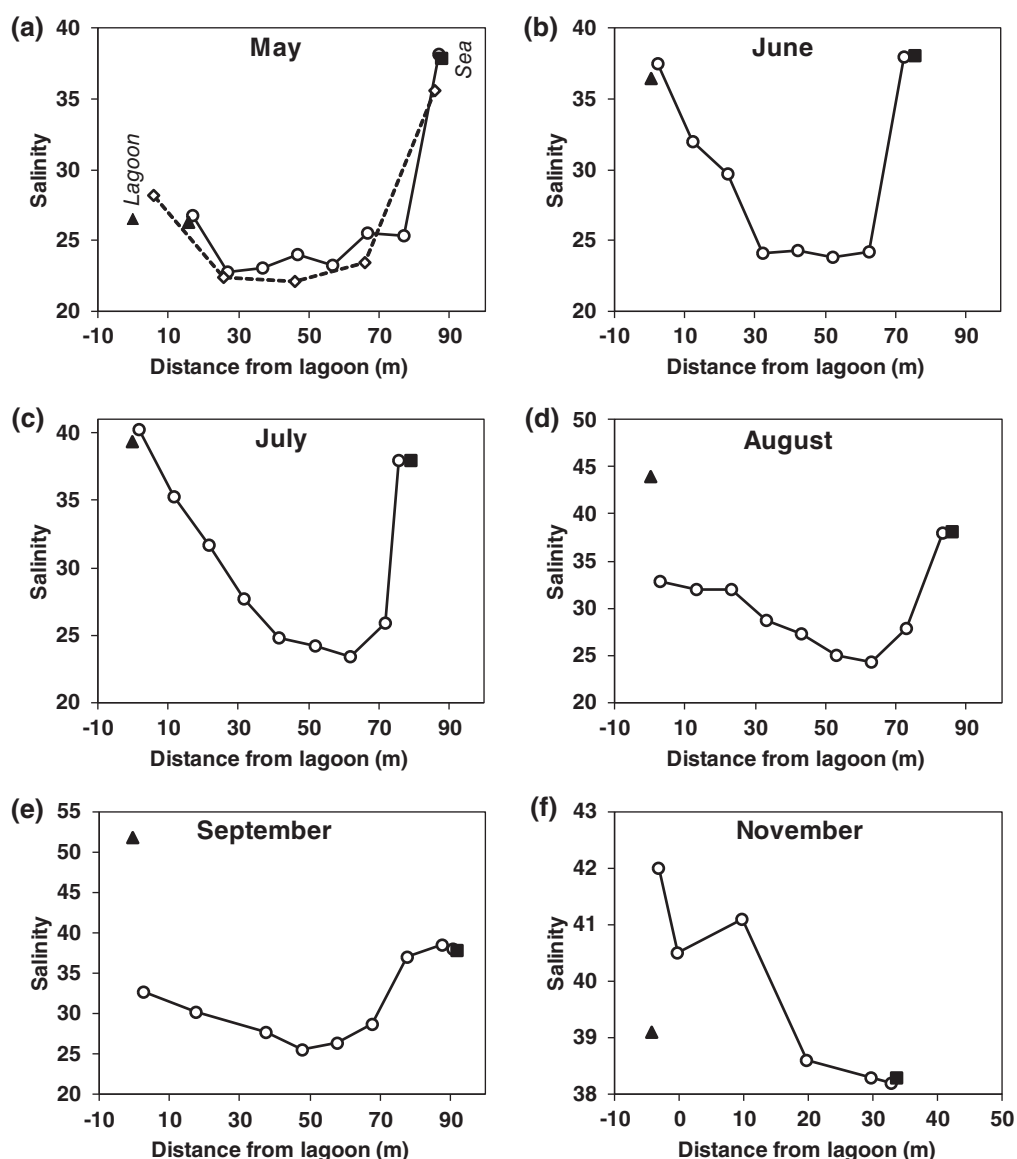 (a)
May
40
35
30
25
20
Salinity
Lagoon
Sea
-10 10 30 50 70 90
Distance from lagoon (m)
(b)
June
40
35
30
25
20
Salinity
-10 10 30 50 70 90
Distance from lagoon (m)
(c)
July
40
35
30
25
20
Salinity
-10 10 30 50 70 90
Distance from lagoon (m)
(d)
August
50
45
40
35
30
25
20
Salinity
-10 10 30 50 70 90
Distance from lagoon (m)
(e)
September
55
50
45
40
35
30
25
20
Salinity
-10 10 30 50 70 90
Distance from lagoon (m)
(f)
November
43
42
41
40
39
38
Salinity
-10 0 10 20 30 40 50
Distance from lagoon (m)